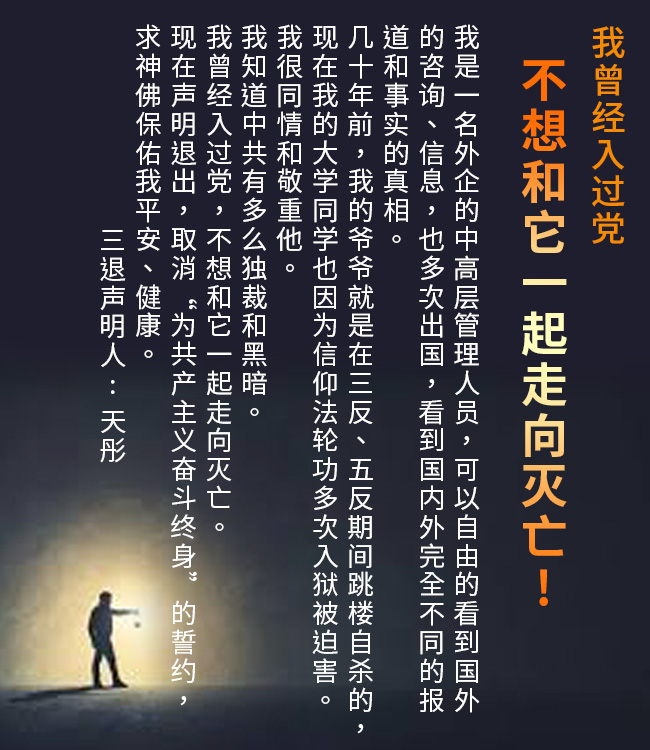 我曾经入过党
不想和它一起走向灭亡！
我是一名外企的中高层管理人员，可以自由的看到国外
的咨询、信息，也多次出国，看到国内外完全不同的报
道和事实的真相。
几十年前，我的爷爷就是在三反、五反期间跳楼自杀的，
现在我的大学同学也因为信仰法轮功多次入狱被迫害。
我很同情和敬重他。
我知道中共有多么独裁和黑暗。
我曾经入过党，不想和它一起走向灭亡。
现在声明退出，取消“为共产主义奋斗终身”的誓约，
求神佛保佑我平安、健康。
三退声明人：天彤